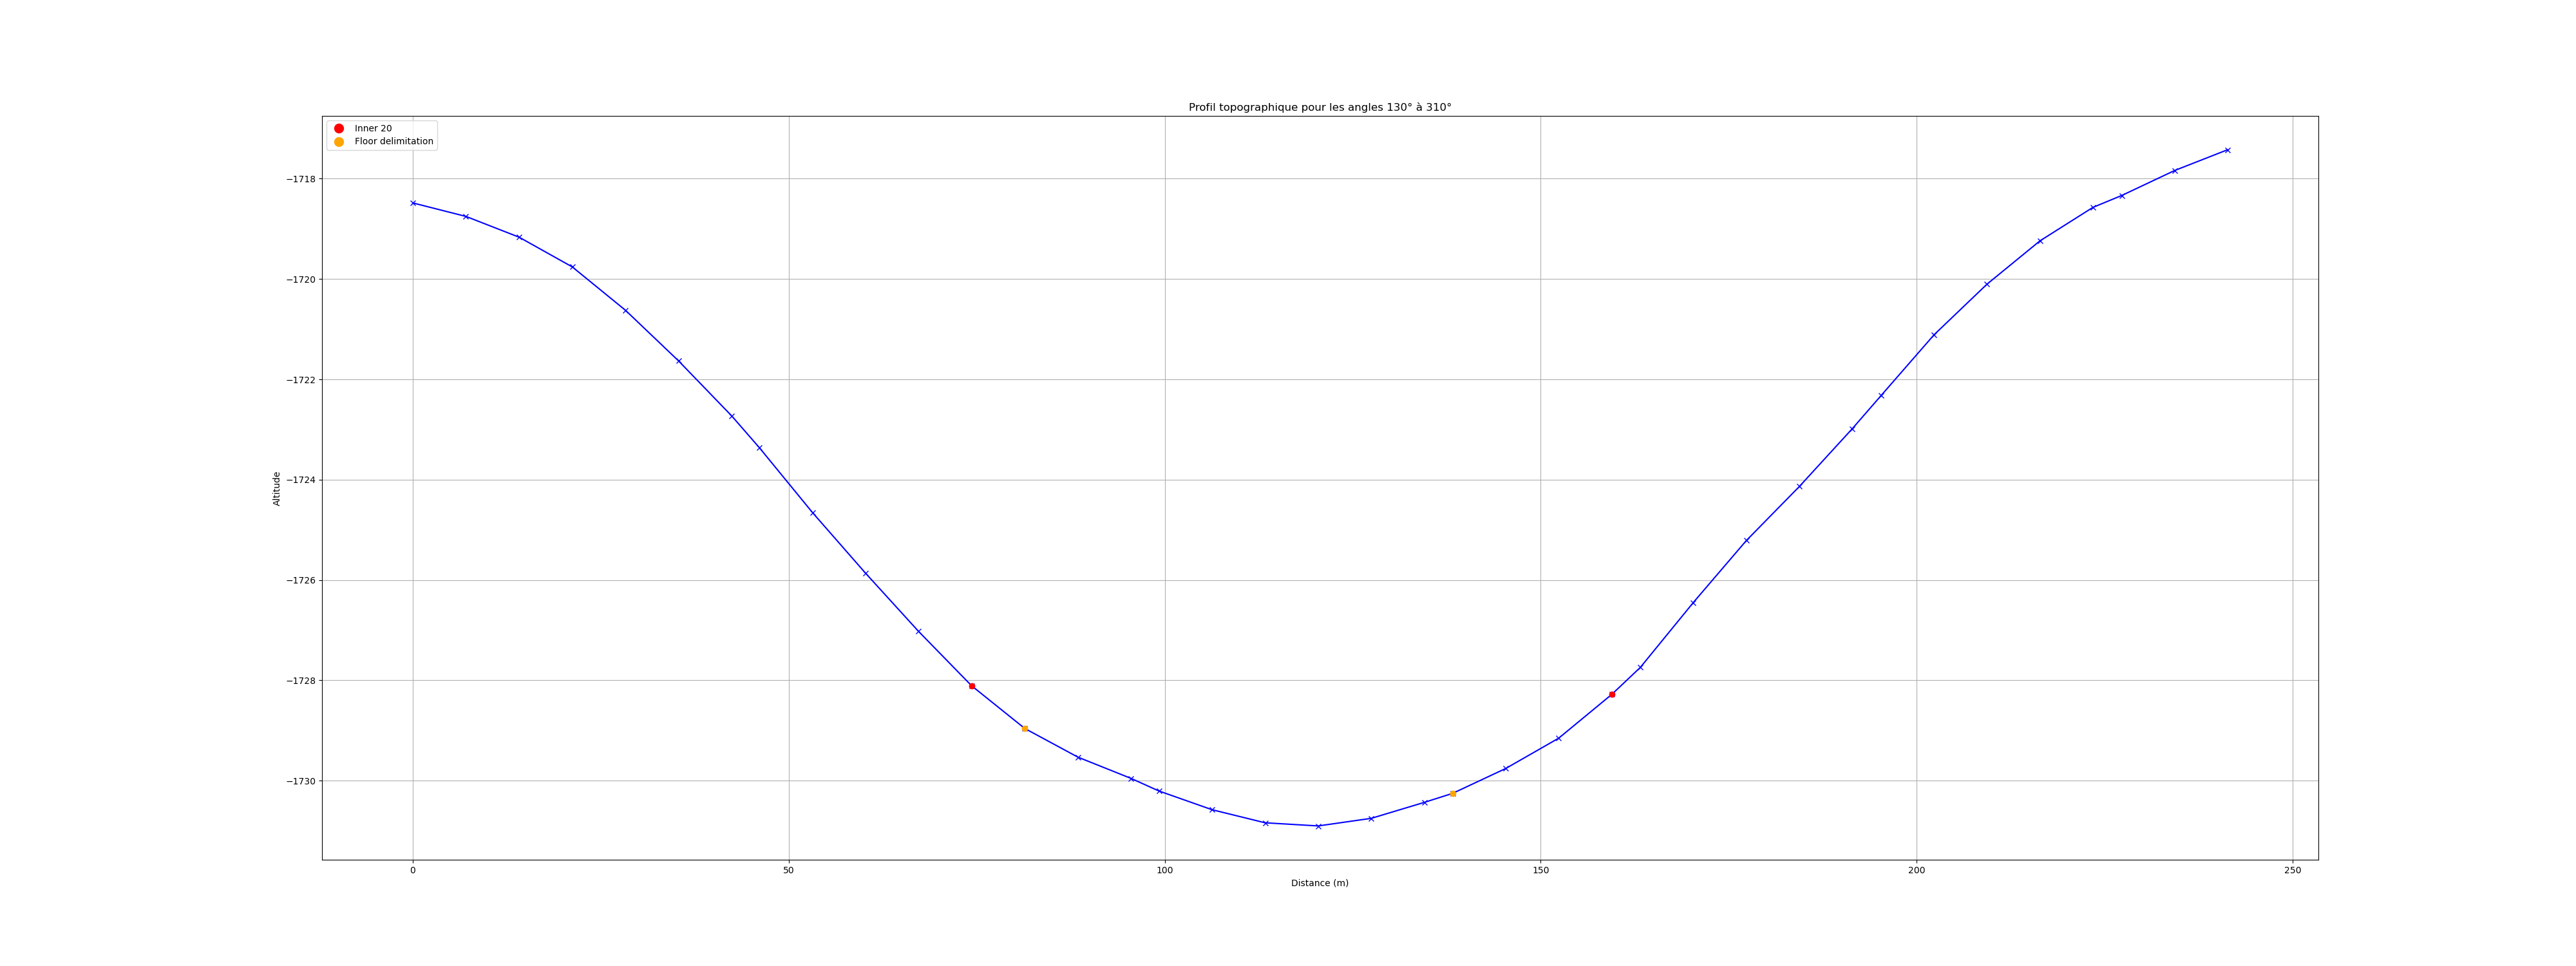 Profil topographique pour les angles 130° à 310°
Inner 20
Floor delimitation
−1718
−1720
−1722
−1724
−1726
−1728
−1730
Altitude
0 50 100 150 200 250
Distance (m)